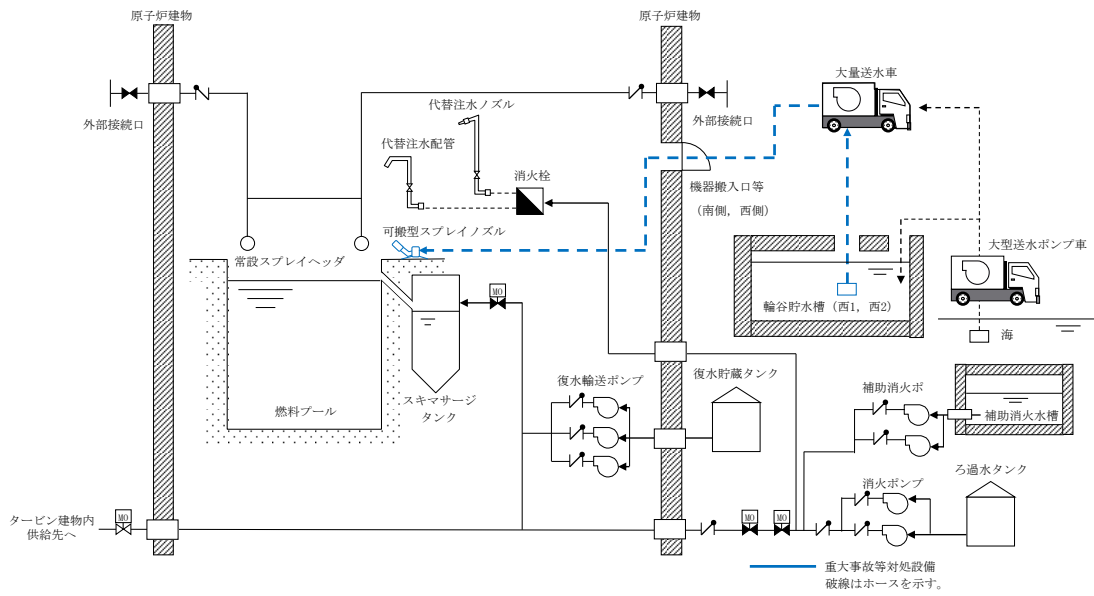 原子炉建物
原子炉建物
大量送水車
外部接続口
代替注水ノズル
外部接続口
代替注水配管
消火栓
機器搬入口等
（南側，西側）
可搬型スプレイノズル
常設スプレイヘッダ
大型送水ポンプ車
MO
輪谷貯水槽（西1，西2）
海
復水輸送ポンプ
復水貯蔵タンク
補助消火ポ
スキマサージ
タンク
燃料プール
補助消火水槽
消火ポンプ
ろ過水タンク
タービン建物内
供給先へ
MO
MO
MO
重大事故等対処設備
破線はホースを示す。